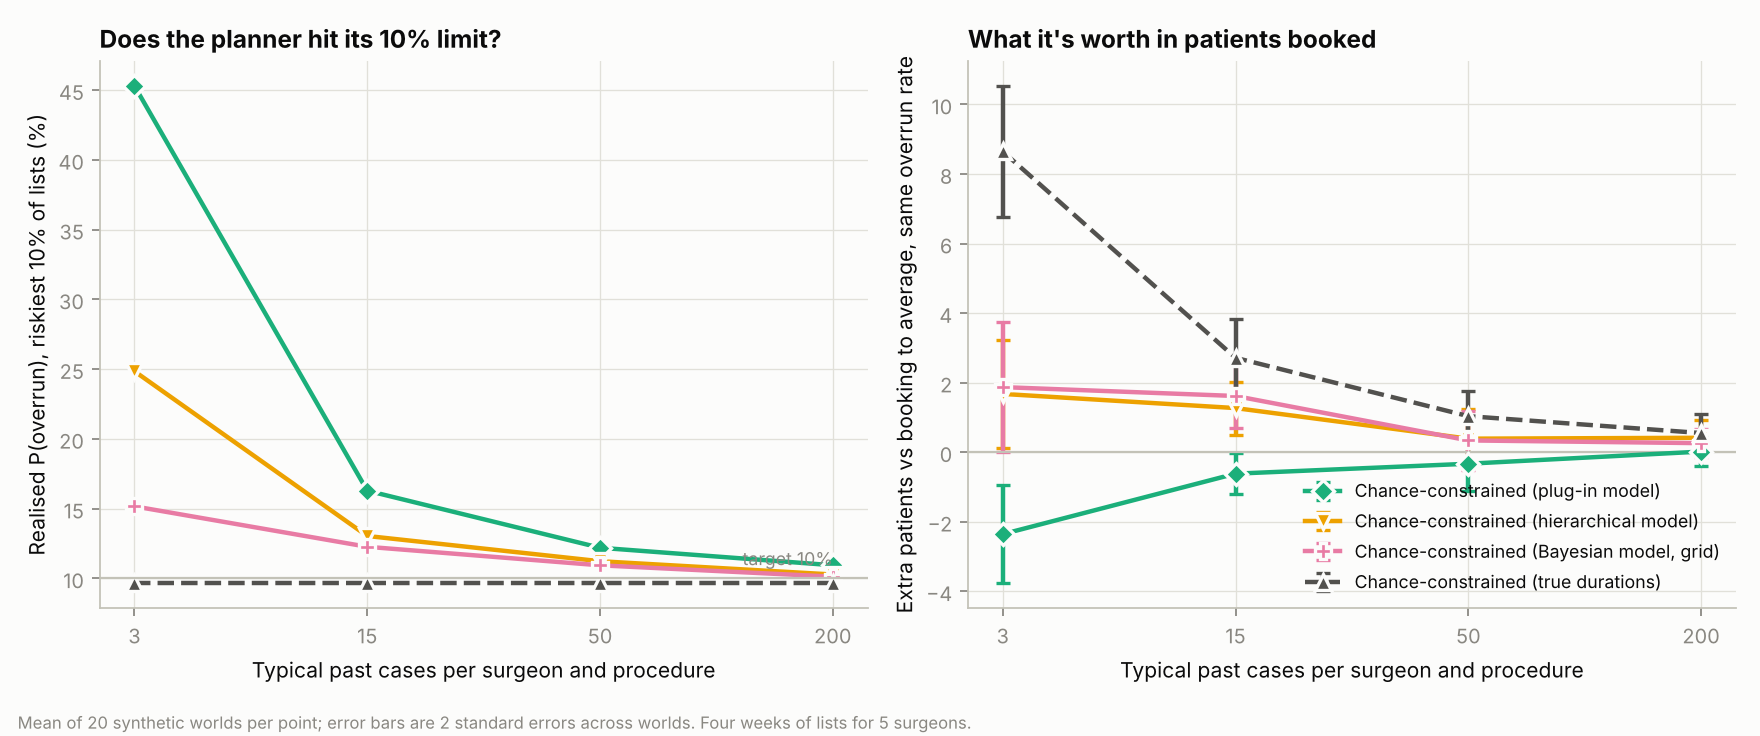 Does the planner hit its 10% limit?
Realised P(overrun), riskiest 10% of lists (%)
45
40
35
30
25
20
15
10
target 10%
3
15
50
200
Typical past cases per surgeon and procedure
What it's worth in patients booked
Extra patients vs booking to average, same overrun rate
10
8
6
4
2
0
−2
−4
Chance-constrained (plug-in model)
Chance-constrained (hierarchical model)
Chance-constrained (Bayesian model, grid)
Chance-constrained (true durations)
3
15
50
200
Typical past cases per surgeon and procedure
Mean of 20 synthetic worlds per point; error bars are 2 standard errors across worlds. Four weeks of lists for 5 surgeons.